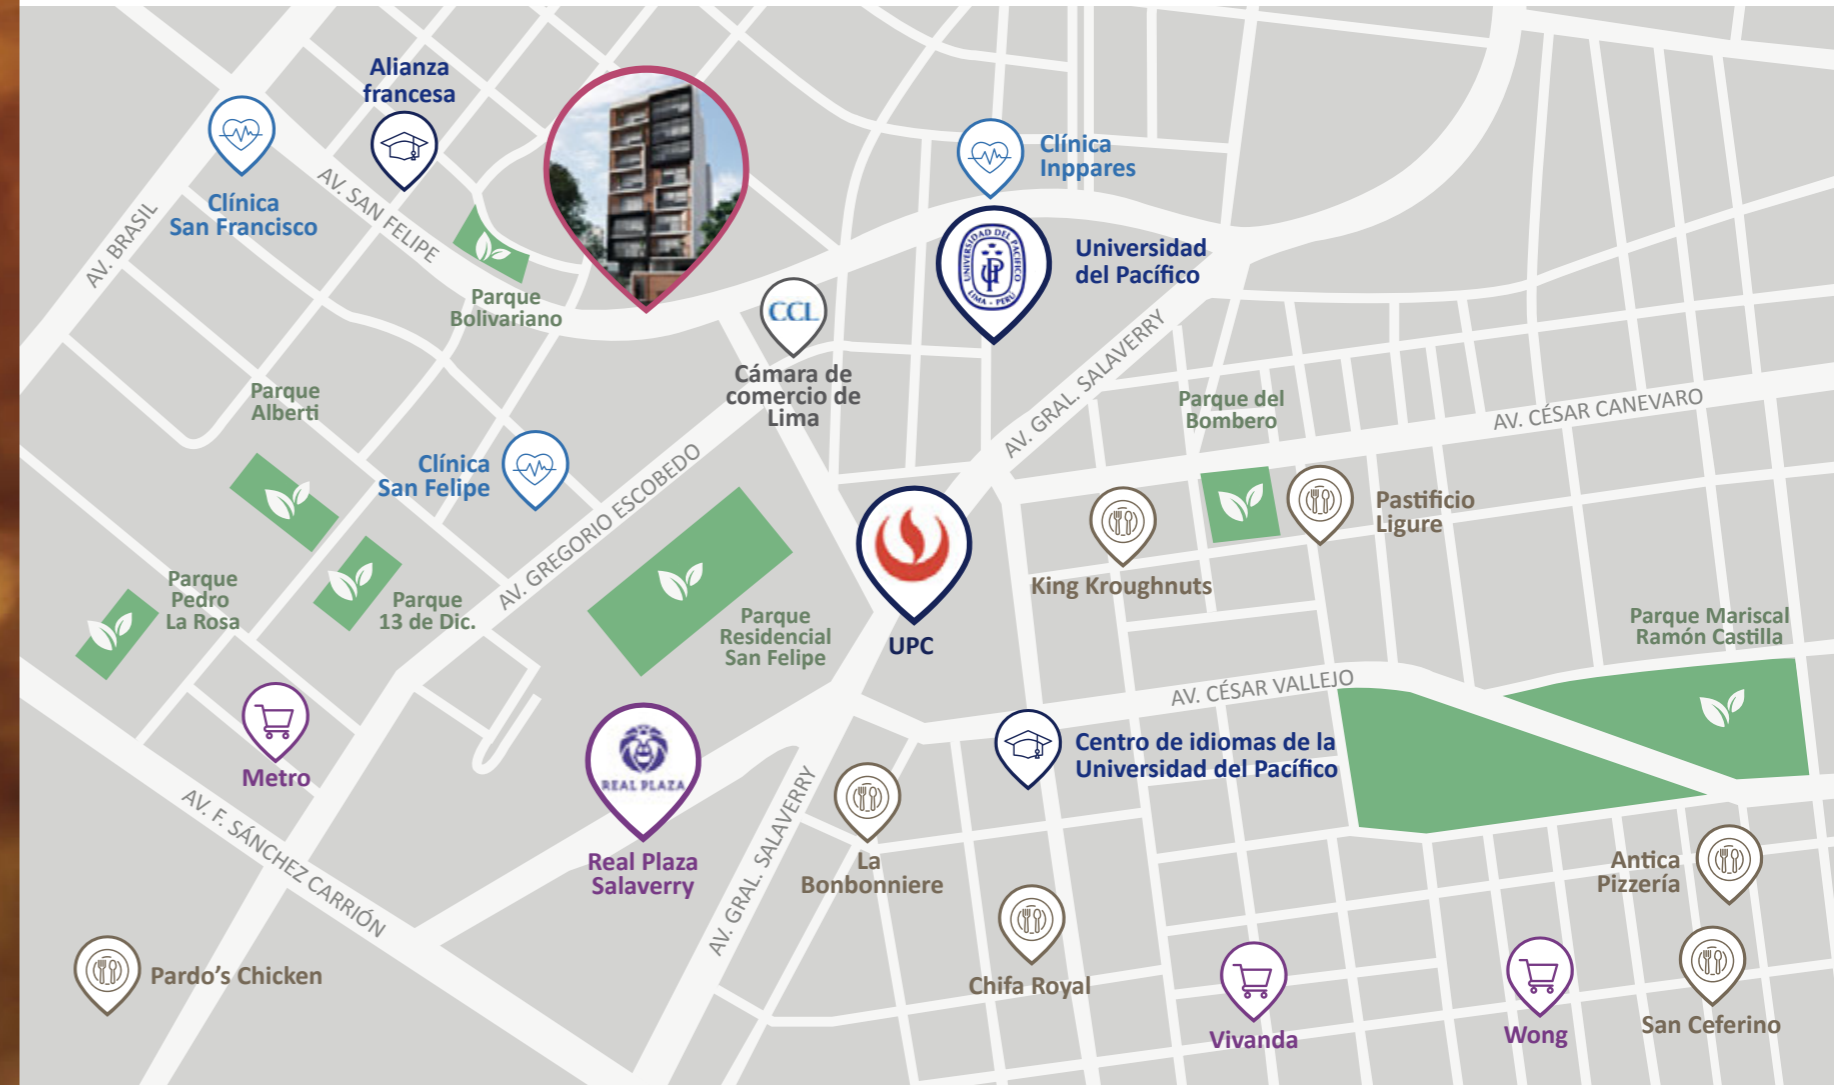 Alianza
francesa
Clínica
San Francisco
AV. BRASIL
AV. SAN FELIPE
Parque
Bolivariano
Clínica
Inppares
UNIVERSIDAD DEL PACIFICO
LIMA - PERÚ
Universidad
del Pacífico
CCL
Cámara de
comercio de
Lima
AV. GRAL. SALAVERRY
Parque
Alberti
Clínica
San Felipe
AV. GREGORIO ESCOBEDO
Parque del
Bombero
AV. CÉSAR CANEVARO
Pastificio
Ligure
King Kroughnuts
Parque
Pedro
La Rosa
Parque
13 de Dic.
Parque
Residencial
San Felipe
UPC
Parque Mariscal
Ramón Castilla
AV. CÉSAR VALLEJO
Metro
REAL PLAZA
Real Plaza
Salaverry
Centro de idiomas de la
Universidad del Pacífico
AV. F. SÁNCHEZ CARRIÓN
AV. GRAL. SALAVERRY
La
Bonbonniere
Antica
Pizzería
Pardo's Chicken
Chifa Royal
Vivanda
Wong
San Ceferino